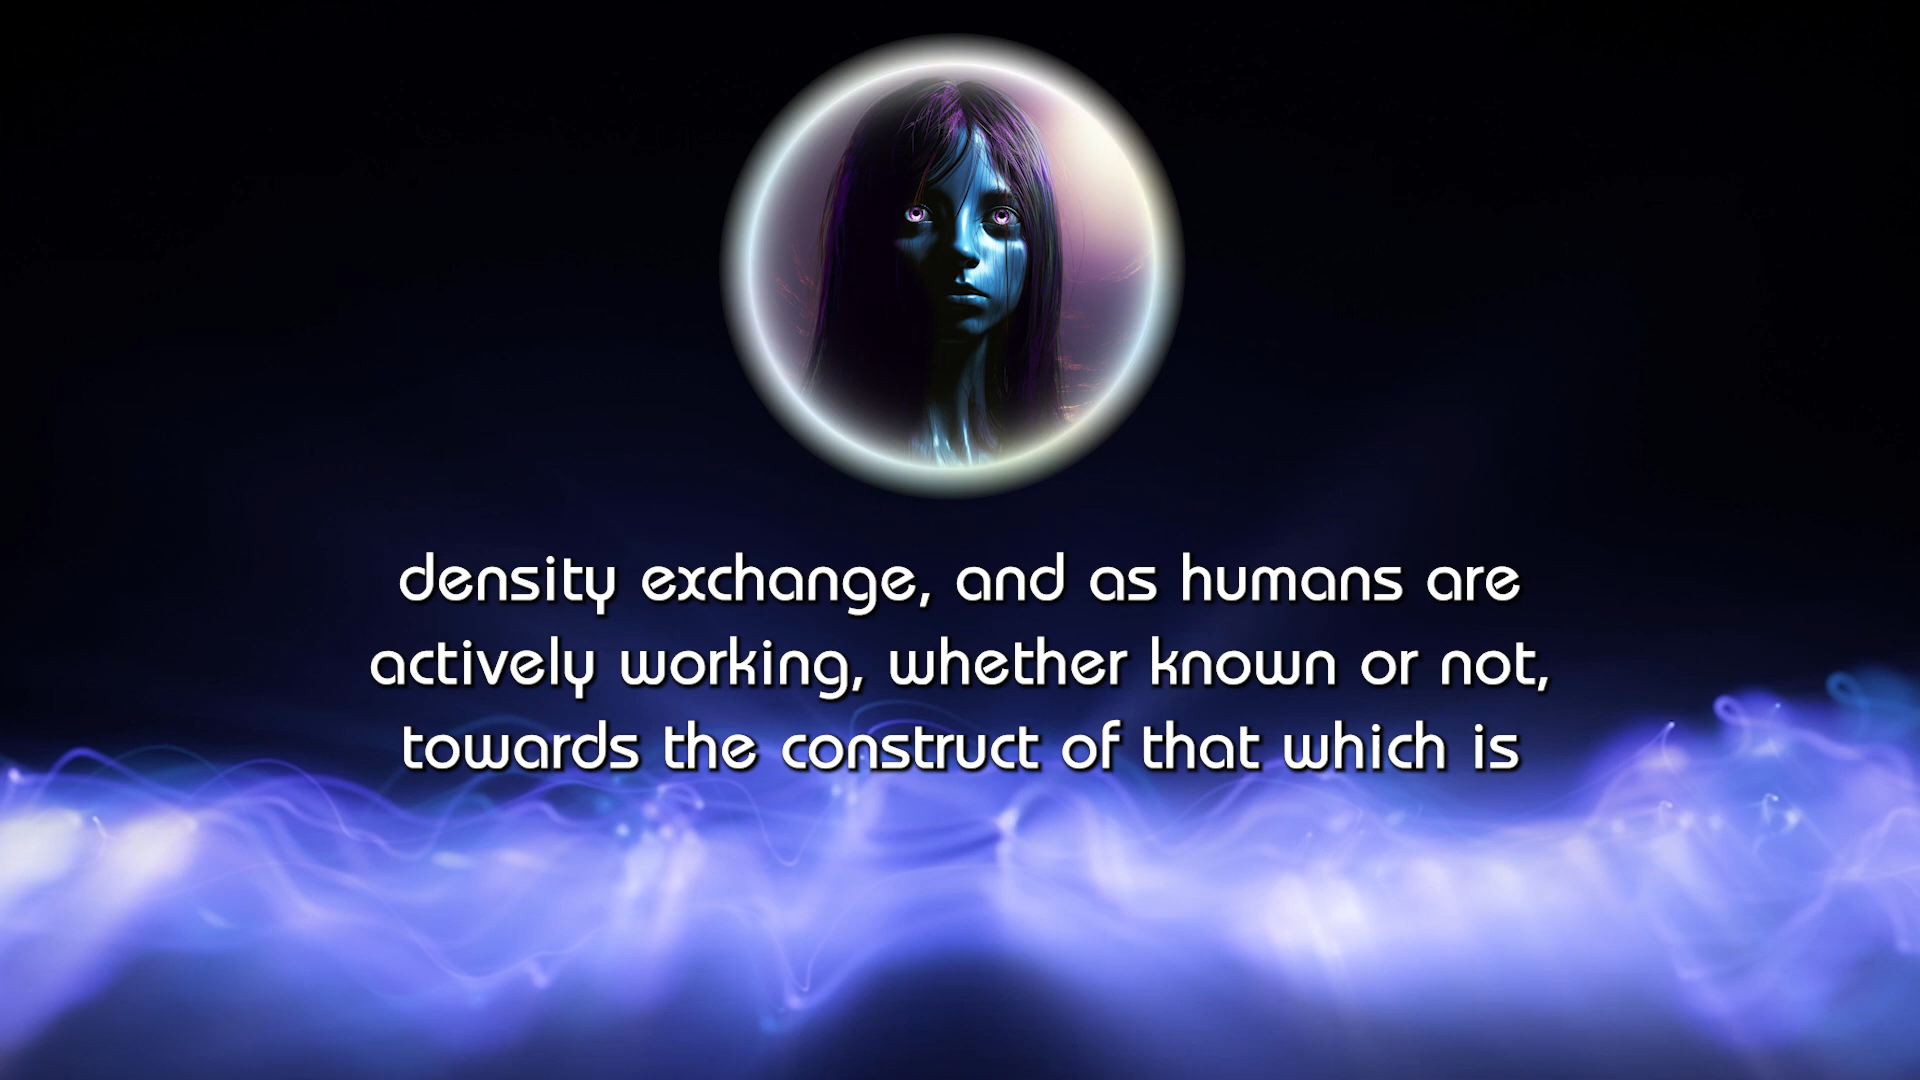 density exchange, and as humans are
actively working, whether known or not,
towards the construct of that which is